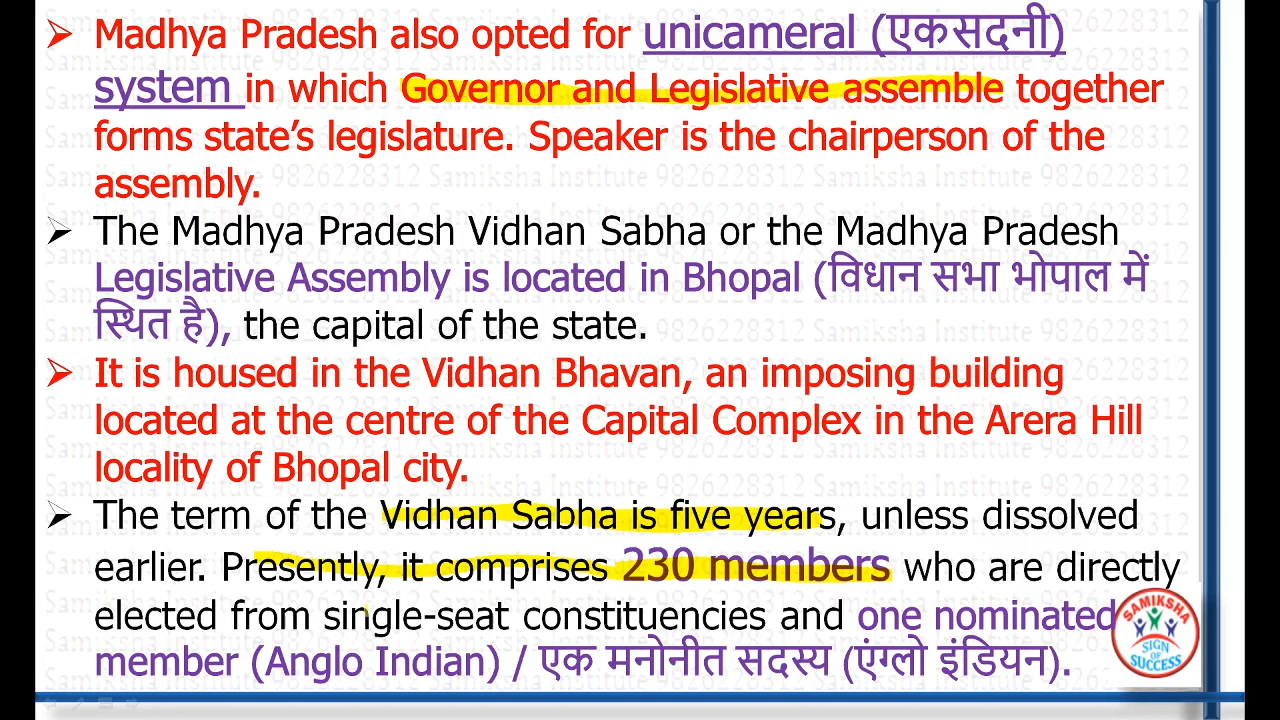 ➢ Madhya Pradesh also opted for unicameral (एकसदनी)
system in which Governor and Legislative assemble together
forms state's legislature. Speaker is the chairperson of the
assembly.
➢ The Madhya Pradesh Vidhan Sabha or the Madhya Pradesh
Legislative Assembly is located in Bhopal (विधान सभा भोपाल में
स्थित है), the capital of the state.
➢ It is housed in the Vidhan Bhavan, an imposing building
located at the centre of the Capital Complex in the Arera Hill
locality of Bhopal city.
➢ The term of the Vidhan Sabha is five years, unless dissolved
earlier. Presently, it comprises 230 members who are directly
elected from single-seat constituencies and one nominated
member (Anglo Indian) / एक मनोनीत सदस्य (एंग्लो इंडियन).
SAMIKSHA
SIGN
OF
SUCCESS
Samiksha Institute 9826228312